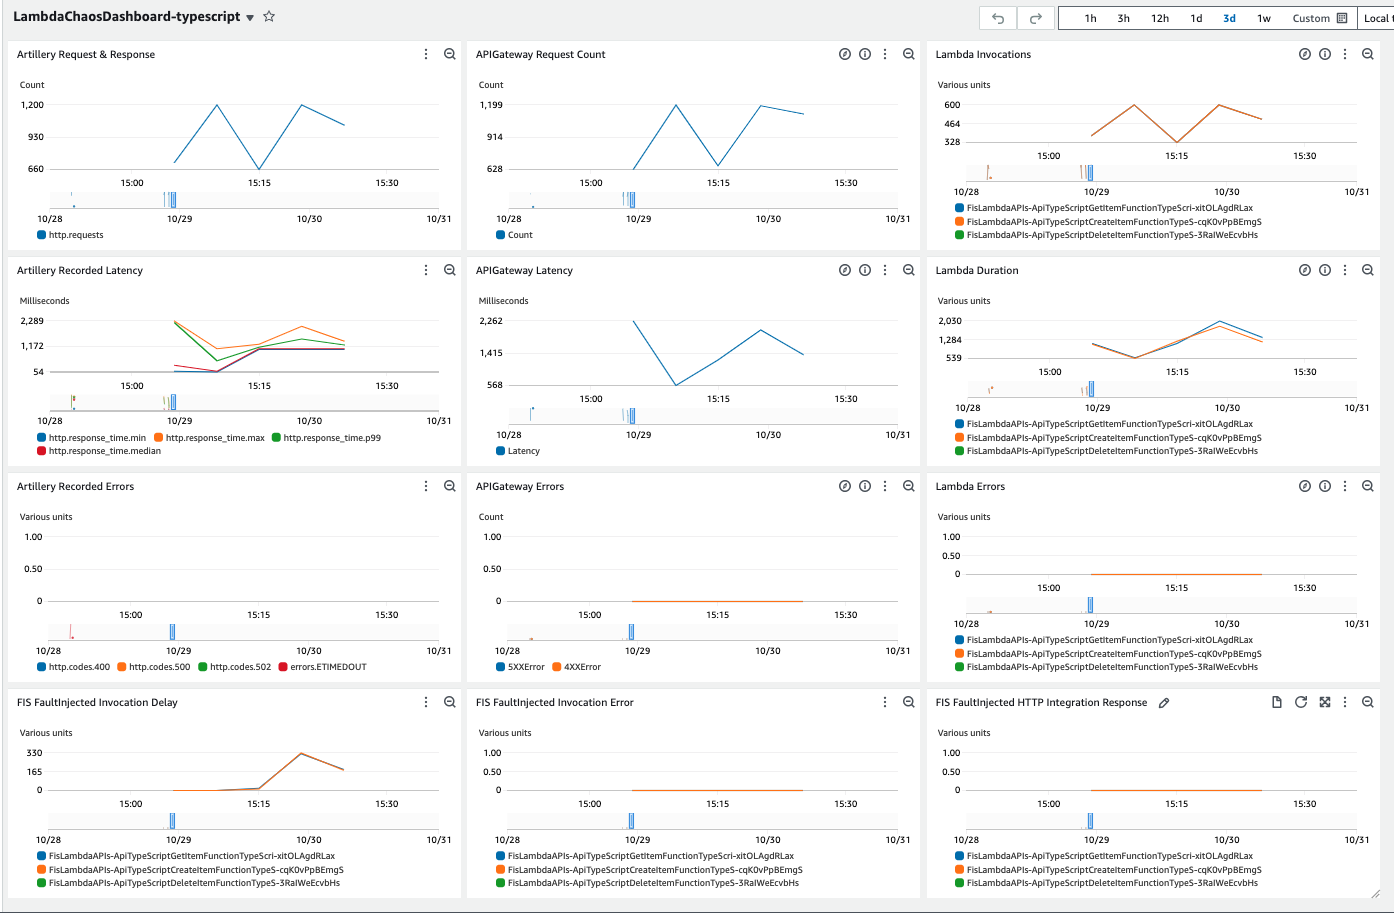 LambdaChaosDashboard-typescript
1h 3h 12h 1d 3d 1w Custom Local t
Artillery Request & Response
Count
1,200
930
660
15:00 15:15 15:30
10/28 10/29 10/30 10/31
http.requests
APIGateway Request Count
Count
1,199
914
628
15:00 15:15 15:30
10/28 10/29 10/30 10/31
Count
Lambda Invocations
Various units
600
464
328
15:00 15:15 15:30
10/28 10/29 10/30 10/31
FisLambdaAPIs-ApiTypeScriptGetItemFunctionTypeScri-xitOLAgdRLax
FisLambdaAPIs-ApiTypeScriptCreateItemFunctionTypeS-cqK0vPpBEmgS
FisLambdaAPIs-ApiTypeScriptDeleteItemFunctionTypeS-3RaIWeEcvbHs
Artillery Recorded Latency
Milliseconds
2,289
1,172
54
15:00 15:15 15:30
10/28 10/29 10/30 10/31
http.response_time.min http.response_time.max http.response_time.p99
http.response_time.median
APIGateway Latency
Milliseconds
2,262
1,415
568
15:00 15:15 15:30
10/28 10/29 10/30 10/31
Latency
Lambda Duration
Various units
2,030
1,284
539
15:00 15:15 15:30
10/28 10/29 10/30 10/31
FisLambdaAPIs-ApiTypeScriptGetItemFunctionTypeScri-xitOLAgdRLax
FisLambdaAPIs-ApiTypeScriptCreateItemFunctionTypeS-cqK0vPpBEmgS
FisLambdaAPIs-ApiTypeScriptDeleteItemFunctionTypeS-3RaIWeEcvbHs
Artillery Recorded Errors
Various units
1.00
0.50
0
15:00 15:15 15:30
10/28 10/29 10/30 10/31
http.codes.400 http.codes.500 http.codes.502 errors.ETIMEDOUT
APIGateway Errors
Count
1.00
0.50
0
15:00 15:15 15:30
10/28 10/29 10/30 10/31
5XXError 4XXError
Lambda Errors
Various units
1.00
0.50
0
15:00 15:15 15:30
10/28 10/29 10/30 10/31
FisLambdaAPIs-ApiTypeScriptGetItemFunctionTypeScri-xitOLAgdRLax
FisLambdaAPIs-ApiTypeScriptCreateItemFunctionTypeS-cqK0vPpBEmgS
FisLambdaAPIs-ApiTypeScriptDeleteItemFunctionTypeS-3RaIWeEcvbHs
FIS FaultInjected Invocation Delay
Various units
330
165
0
15:00 15:15 15:30
10/28 10/29 10/30 10/31
FisLambdaAPIs-ApiTypeScriptGetItemFunctionTypeScri-xitOLAgdRLax
FisLambdaAPIs-ApiTypeScriptCreateItemFunctionTypeS-cqK0vPpBEmgS
FisLambdaAPIs-ApiTypeScriptDeleteItemFunctionTypeS-3RaIWeEcvbHs
FIS FaultInjected Invocation Error
Various units
1.00
0.50
0
15:00 15:15 15:30
10/28 10/29 10/30 10/31
FisLambdaAPIs-ApiTypeScriptGetItemFunctionTypeScri-xitOLAgdRLax
FisLambdaAPIs-ApiTypeScriptCreateItemFunctionTypeS-cqK0vPpBEmgS
FisLambdaAPIs-ApiTypeScriptDeleteItemFunctionTypeS-3RaIWeEcvbHs
FIS FaultInjected HTTP Integration Response
Various units
1.00
0.50
0
15:00 15:15 15:30
10/28 10/29 10/30 10/31
FisLambdaAPIs-ApiTypeScriptGetItemFunctionTypeScri-xitOLAgdRLax
FisLambdaAPIs-ApiTypeScriptCreateItemFunctionTypeS-cqK0vPpBEmgS
FisLambdaAPIs-ApiTypeScriptDeleteItemFunctionTypeS-3RaIWeEcvbHs